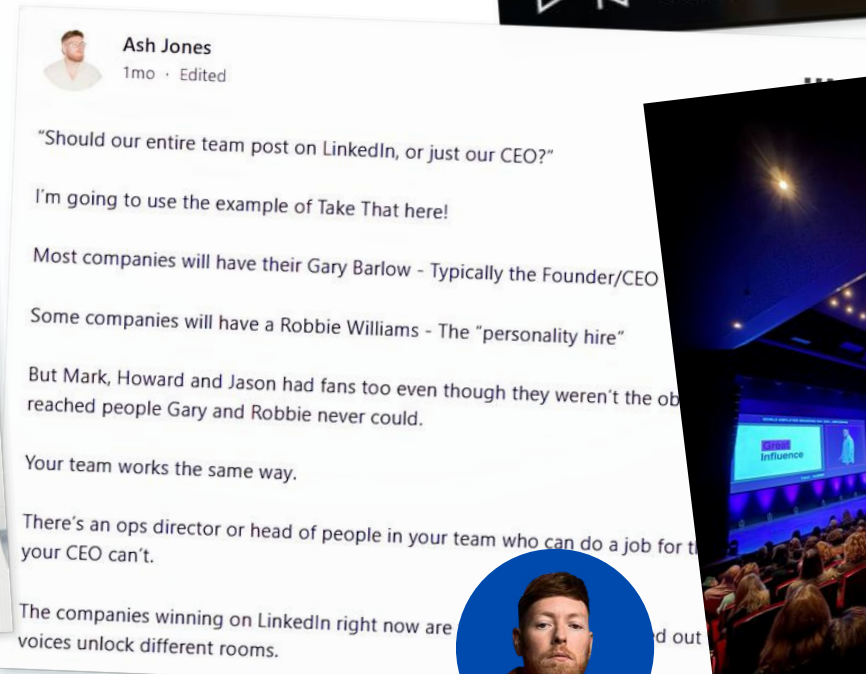 Ash Jones
1mo · Edited
“Should our entire team post on LinkedIn, or just our CEO?”
I'm going to use the example of Take That here!
Most companies will have their Gary Barlow - Typically the Founder/CEO
Some companies will have a Robbie Williams - The “personality hire”
But Mark, Howard and Jason had fans too even though they weren't the
reached people Gary and Robbie never could.
Your team works the same way.
There's an ops director or head of people in your team who can do a job for
your CEO can't.
The companies winning on LinkedIn right now are out
voices unlock different rooms.
Great
Influence